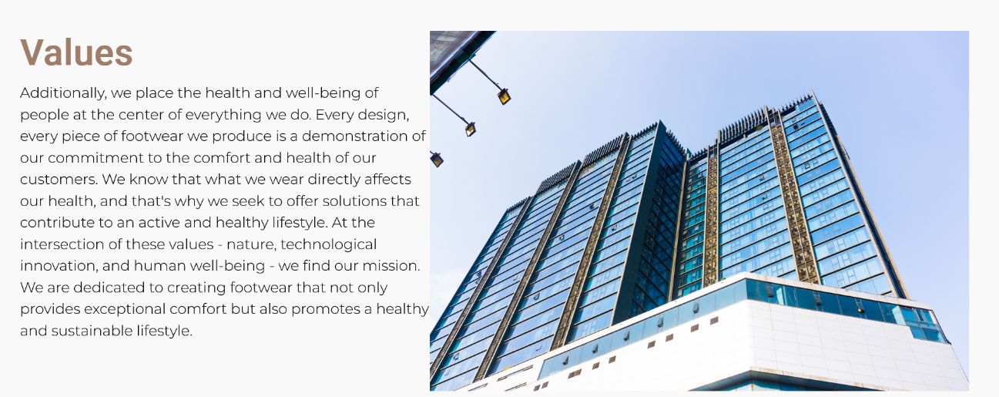 Values
Additionally, we place the health and well-being of
people at the center of everything we do. Every design,
every piece of footwear we produce is a demonstration of
our commitment to the comfort and health of our
customers. We know that what we wear directly affects
our health, and that's why we seek to offer solutions that
contribute to an active and healthy lifestyle. At the
intersection of these values - nature, technological
innovation, and human well-being - we find our mission.
We are dedicated to creating footwear that not only
provides exceptional comfort but also promotes a healthy
and sustainable lifestyle.